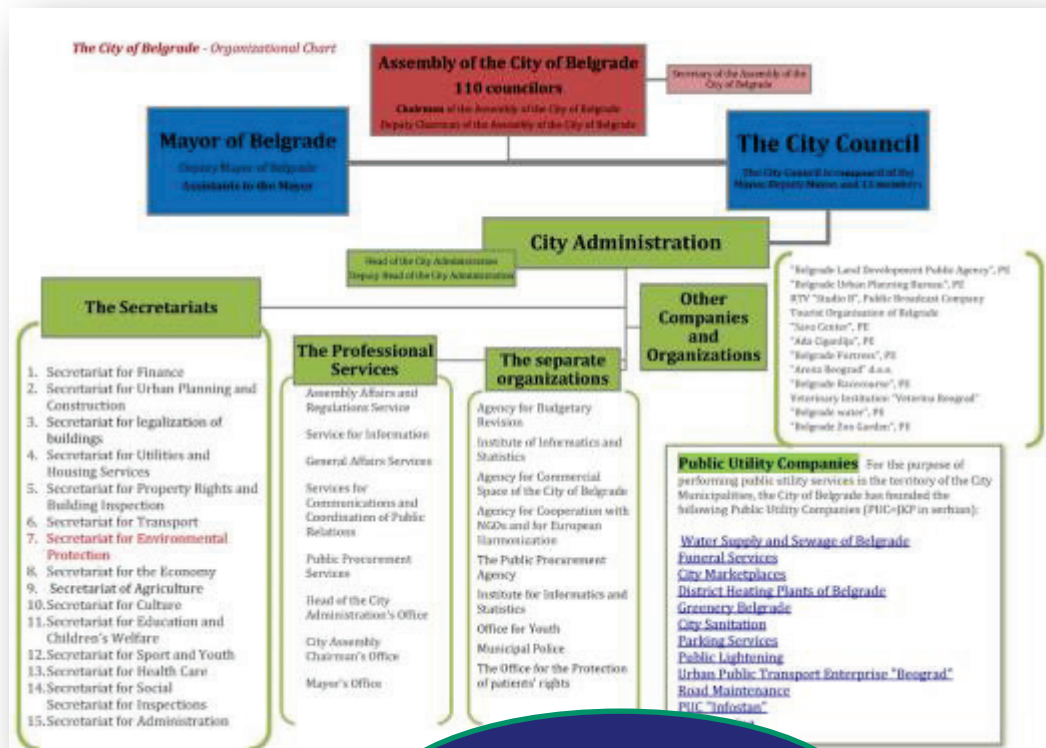 The City of Belgrade - Organizational Chart
Assembly of the City of Belgrade
110 councilors
Chairman of the Assembly of the City of Belgrade
Deputy Chairman of the Assembly of the City of Belgrade
Secretary of the Assembly of the
City of Belgrade
Mayor of Belgrade
Deputy Mayor of Belgrade
Assistants to the Mayor
The City Council
The City Council is composed of the
Mayor, Deputy Mayor, and 13 members
City Administration
Head of the City Administration
Deputy Head of the City Administration
The Secretariats
1. Secretariat for Finance
2. Secretariat for Urban Planning and
Construction
3. Secretariat for legalization of
buildings
4. Secretariat for Utilities and
Housing Services
5. Secretariat for Property Rights and
Building Inspection
6. Secretariat for Transport
7. Secretariat for Environmental
Protection
8. Secretariat for the Economy
9. Secretariat of Agriculture
10. Secretariat for Culture
11. Secretariat for Education and
Children's Welfare
12. Secretariat for Sport and Youth
13. Secretariat for Health Care
14. Secretariat for Social
Secretariat for Inspections
15. Secretariat for Administration
The Professional
Services
Assembly Affairs and
Regulations Service
Service for Information
General Affairs Services
Services for
Communications and
Coordination of Public
Relations
Public Procurement
Services
Head of the City
Administration's Office
City Assembly
Chairman's Office
Mayor's Office
The separate
organizations
Agency for Budgetary
Revision
Institute of Informatics and
Statistics
Agency for Commercial
Space of the City of Belgrade
Agency for Cooperation with
NGOs and for European
Harmonization
The Public Procurement
Agency
Institute for Informatics and
Statistics
Office for Youth
Municipal Police
The Office for the Protection
of patients' rights
Other
Companies
and
Organizations
"Belgrade Land Development Public Agency", PE
"Belgrade Urban Planning Bureau", PE
RTV "Studio B", Public Broadcast Company
Tourist Organisation of Belgrade
"Sava Center", PE
"Ada Ciganlija", PE
"Belgrade Fortress", PE
"Arena Beograd" d.o.o.
"Belgrade Racecourse", PE
Veterinary Institution "Veterina Beograd"
"Belgrade water", PE
"Belgrade Zoo Garden", PE
Public Utility Companies For the purpose of
performing public utility services in the territory of the City
Municipalities, the City of Belgrade has founded the
following Public Utility Companies (PUC=JKP in serbian):
Water Supply and Sewage of Belgrade
Funeral Services
City Marketplaces
District Heating Plants of Belgrade
Greenery Belgrade
City Sanitation
Parking Services
Public Lightening
Urban Public Transport Enterprise "Beograd"
Road Maintenance
PUC "Infostan"